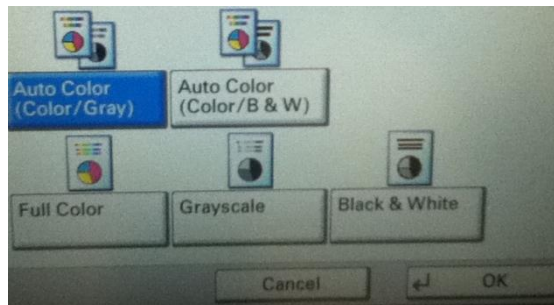 Auto Color
(Color/Gray)
Auto Color
(Color/B & W)
Full Color
Grayscale
Black & White
Cancel
OK